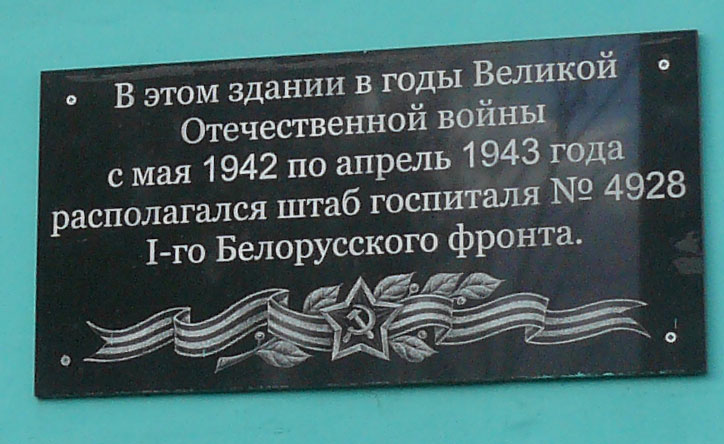 В этом здании в годы Великой
Отечественной войны
с мая 1942 по апрель 1943 года
располагался штаб госпиталя № 4928
I-го Белорусского фронта.